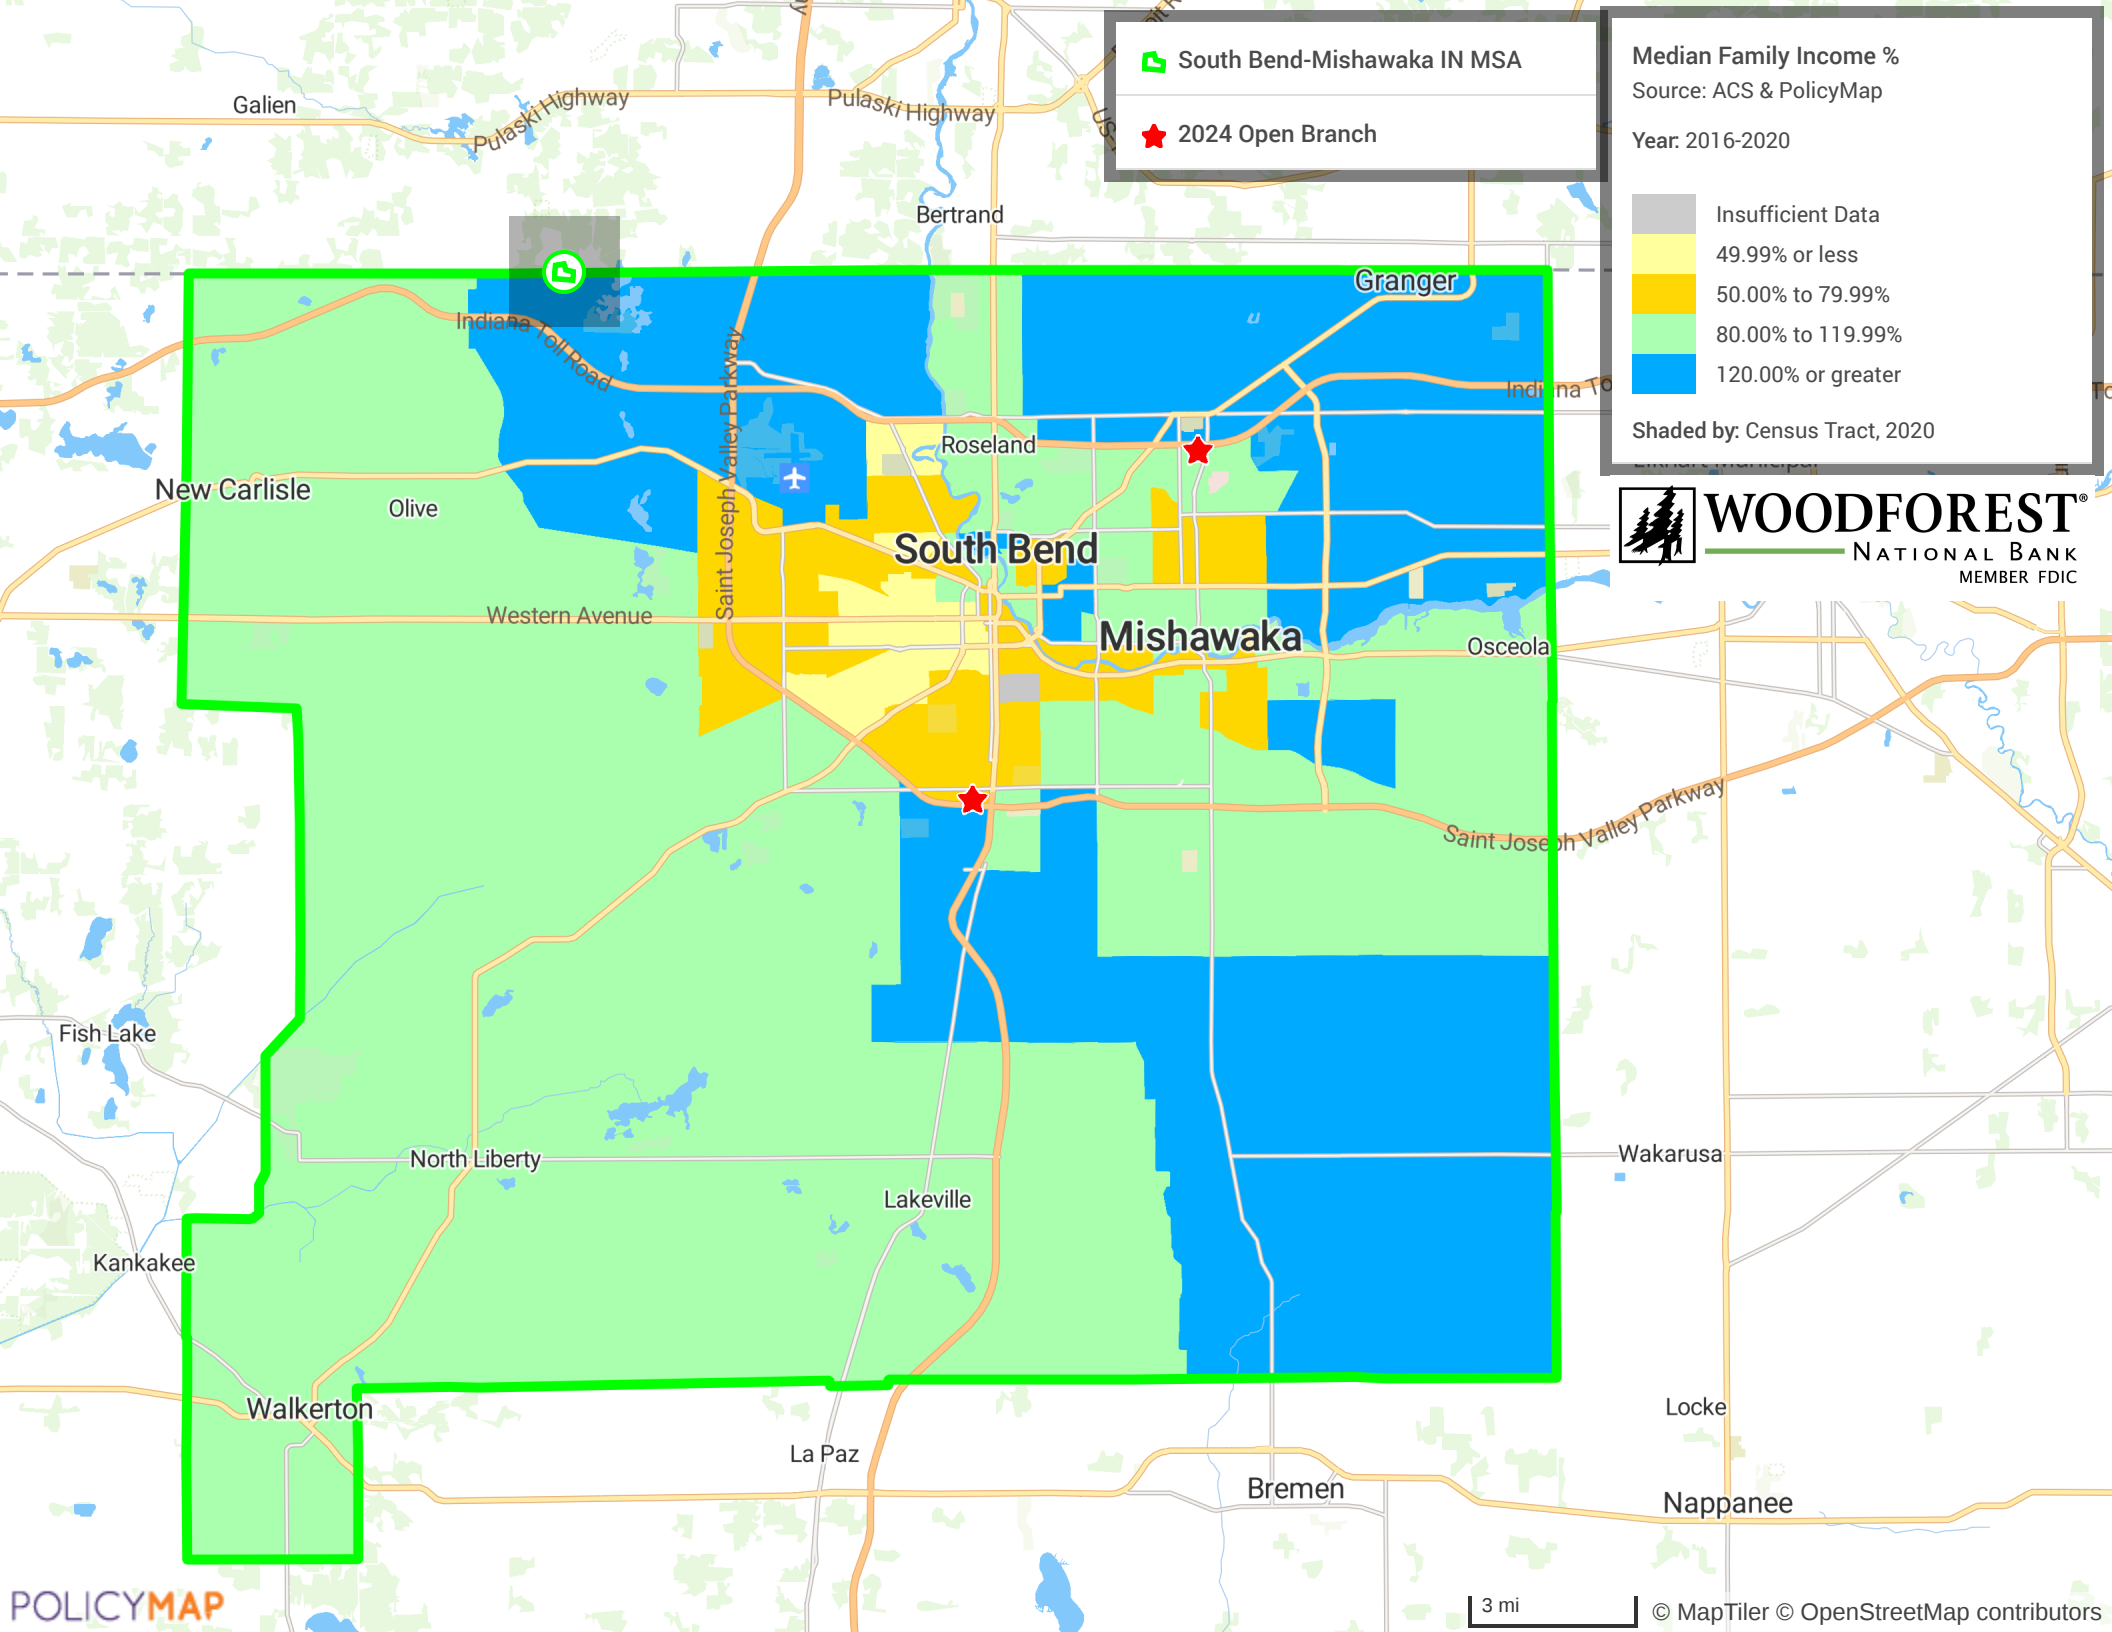 South Bend-Mishawaka IN MSA
2024 Open Branch
Median Family Income %
Source: ACS & PolicyMap
Year: 2016-2020
Insufficient Data
49.99% or less
50.00% to 79.99%
80.00% to 119.99%
120.00% or greater
Shaded by: Census Tract, 2020
WOODFOREST®
NATIONAL BANK
MEMBER FDIC
Galien
Pulaski Highway
Pulaski Highway
US-
Bertrand
Granger
Indiana Toll Road
Indiana To
Saint Joseph Valley Parkway
Roseland
New Carlisle
Olive
South Bend
Western Avenue
Mishawaka
Osceola
Saint Joseph Valley Parkway
Fish Lake
North Liberty
Wakarusa
Lakeville
Kankakee
Walkerton
Locke
La Paz
Bremen
Nappanee
POLICYMAP
3 mi
© MapTiler © OpenStreetMap contributors